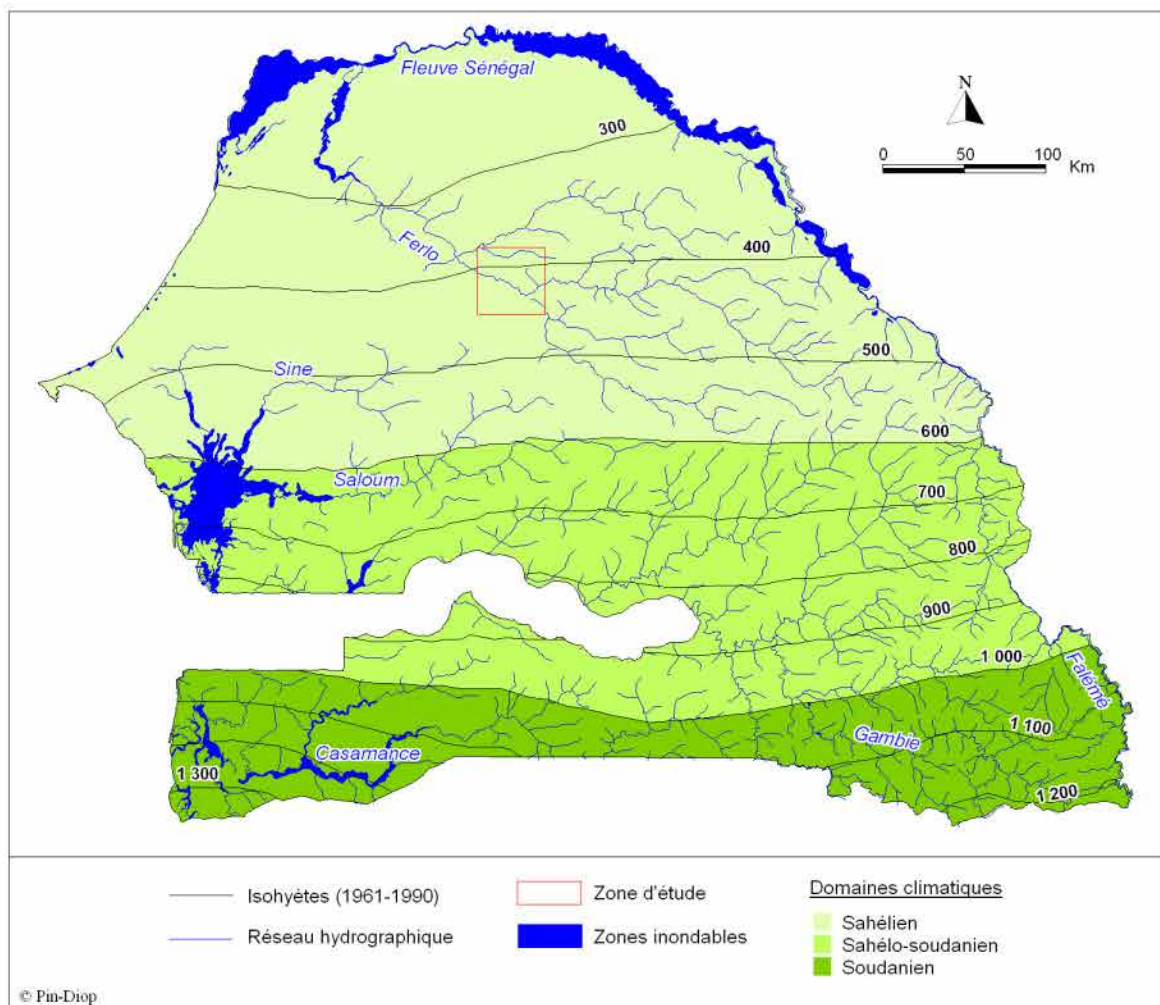 Fleuve Sénégal
N
300
0 50 100
Km
Ferlo
400
500
Sine
600
Saloum
700
800
900
1 000
Falémé
1 100
Gambie
Casamance
1 300
1 200
Isohyètes (1961-1990)
Réseau hydrographique
Zone d'étude
Zones inondables
Domaines climatiques
Sahélien
Sahélo-soudanien
Soudanien
© Pin-Diop